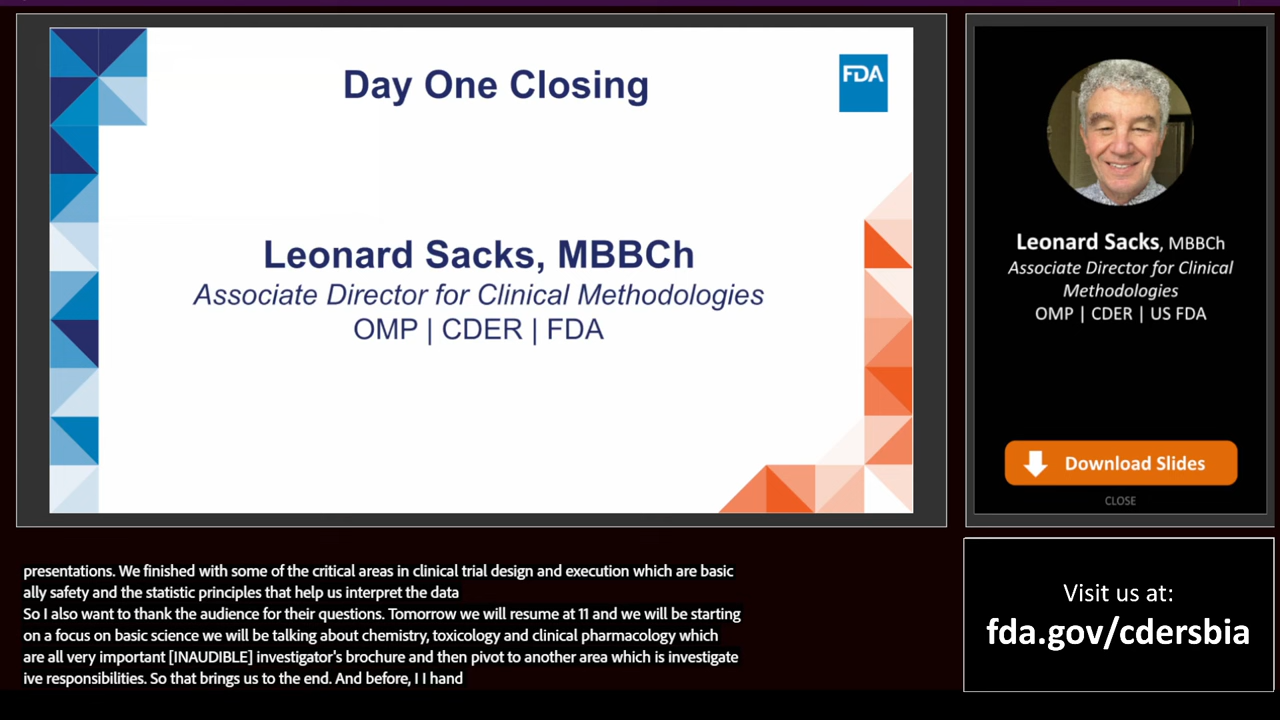 Day One Closing
FDA
Leonard Sacks, MBBCh
Associate Director for Clinical Methodologies
OMP | CDER | FDA
Leonard Sacks, MBBCh
Associate Director for Clinical
Methodologies
OMP | CDER | US FDA
Download Slides
CLOSE
presentations. We finished with some of the critical areas in clinical trial design and execution which are basic
ally safety and the statistic principles that help us interpret the data
So I also want to thank the audience for their questions. Tomorrow we will resume at 11 and we will be starting
on a focus on basic science we will be talking about chemistry, toxicology and clinical pharmacology which
are all very important [INAUDIBLE] investigator's brochure and then pivot to another area which is investigate
ive responsibilities. So that brings us to the end. And before, I I hand
Visit us at:
fda.gov/cdersbia